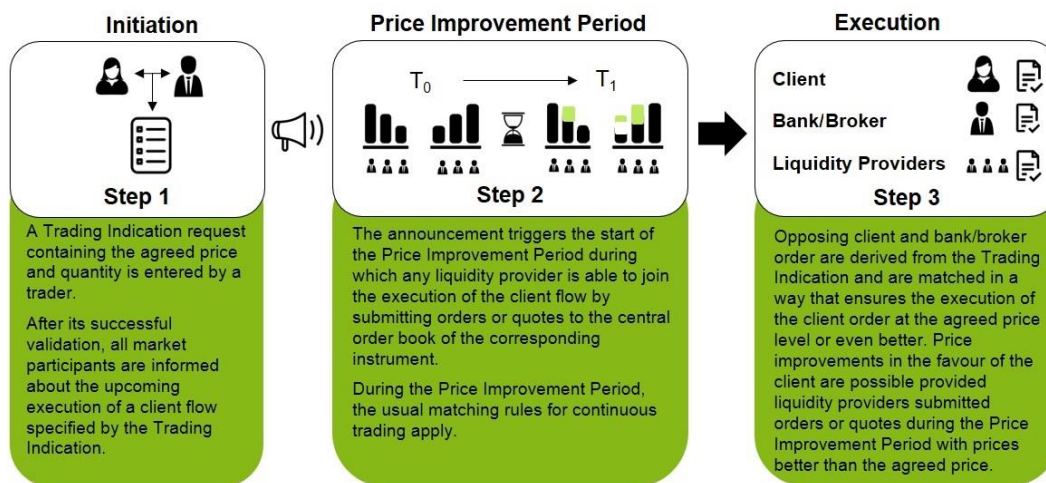 Initiation
Price Improvement Period
Execution
T0
T1
Client
Bank/Broker
Liquidity Providers
Step 1
Step 2
Step 3
A Trading Indication request
containing the agreed price
and quantity is entered by a
trader.
After its successful
validation, all market
participants are informed
about the upcoming
execution of a client flow
specified by the Trading
Indication.
The announcement triggers the start of
the Price Improvement Period during
which any liquidity provider is able to join
the execution of the client flow by
submitting orders or quotes to the central
order book of the corresponding
instrument.
During the Price Improvement Period,
the usual matching rules for continuous
trading apply.
Opposing client and bank/broker
order are derived from the Trading
Indication and are matched in a
way that ensures the execution of
the client order at the agreed price
level or even better. Price
improvements in the favour of the
client are possible provided
liquidity providers submitted
orders or quotes during the Price
Improvement Period with prices
better than the agreed price.